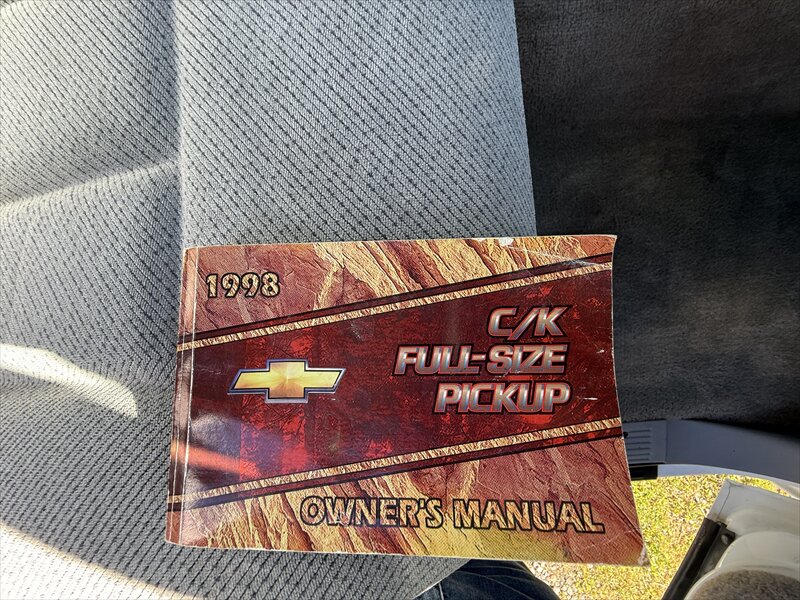 1998
C/K
FULL-SIZE
PICKUP
OWNER'S MANUAL